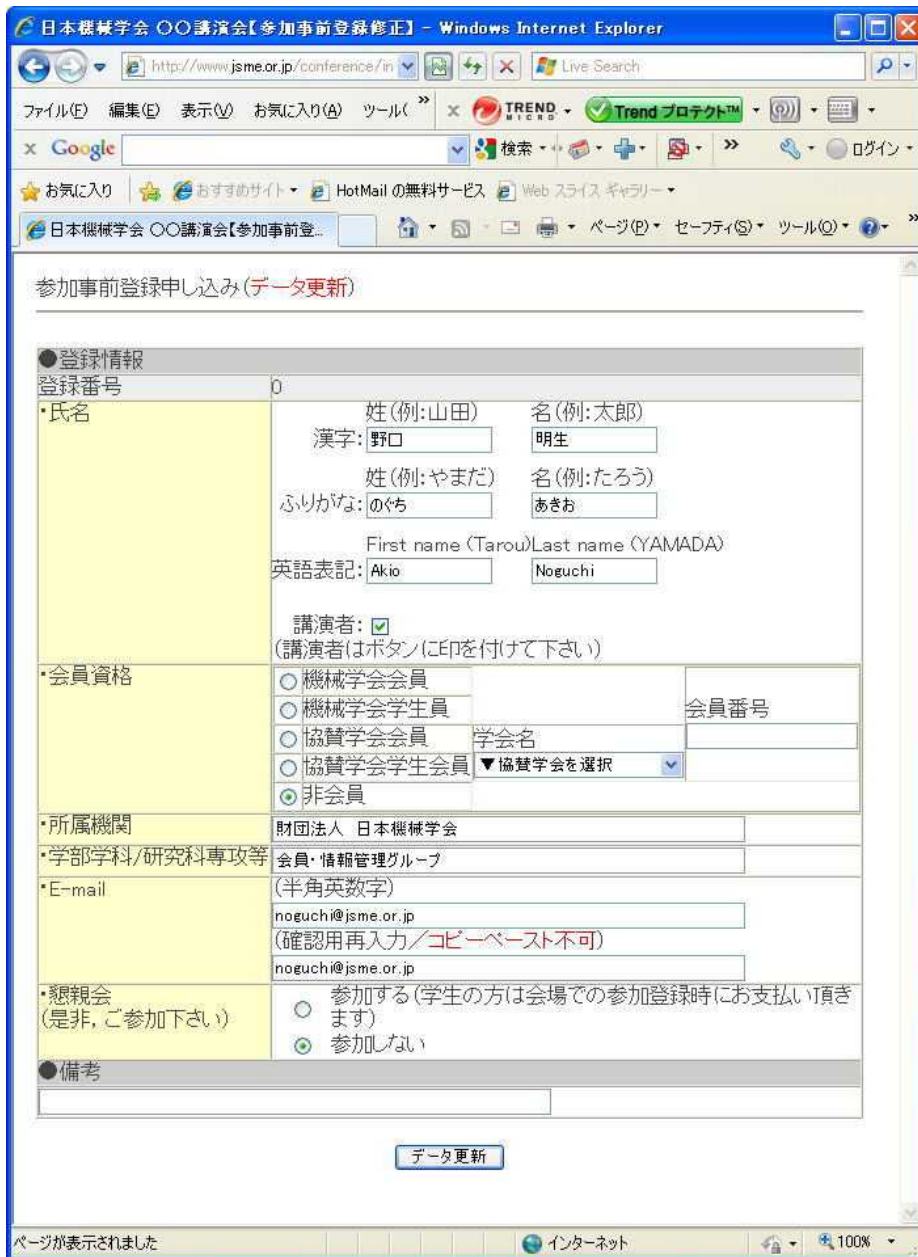 日本機械学会 〇〇講演会【参加事前登録修正】 - Windows Internet Explorer
http://www.jsme.or.jp/conference/in
Live Search
ファイル(F) 編集(E) 表示(V) お気に入り(A) ツール( » x TREND MICRO Trend プロテクト™
x Google 検索 » ログイン
お気に入り おすすめサイト HotMail の無料サービス Web スライス ギャラリー
日本機械学会 〇〇講演会【参加事前登... ページ(P) セーフティ(S) ツール(O) »
参加事前登録申し込み(データ更新)
●登録情報
登録番号 0
・氏名
姓(例:山田) 名(例:太郎)
漢字: 野口 明生
姓(例:やまだ) 名(例:たろう)
ふりがな: のぐち あきお
First name (Tarou)Last name (YAMADA)
英語表記: Akio Noguchi
講演者:
(講演者はボタンに印を付けて下さい)
・会員資格
機械学会会員
機械学会学生員 会員番号
協賛学会会員 学会名
協賛学会学生会員 ▼協賛学会を選択
非会員
・所属機関 財団法人 日本機械学会
・学部学科/研究科専攻等 会員・情報管理グループ
・E-mail (半角英数字)
noguchi@jsme.or.jp
(確認用再入力/コピーペースト不可)
noguchi@jsme.or.jp
・懇親会
(是非,ご参加下さい)
参加する(学生の方は会場での参加登録時にお支払い頂き
ます)
参加しない
●備考
データ更新
ページが表示されました インターネット 100%